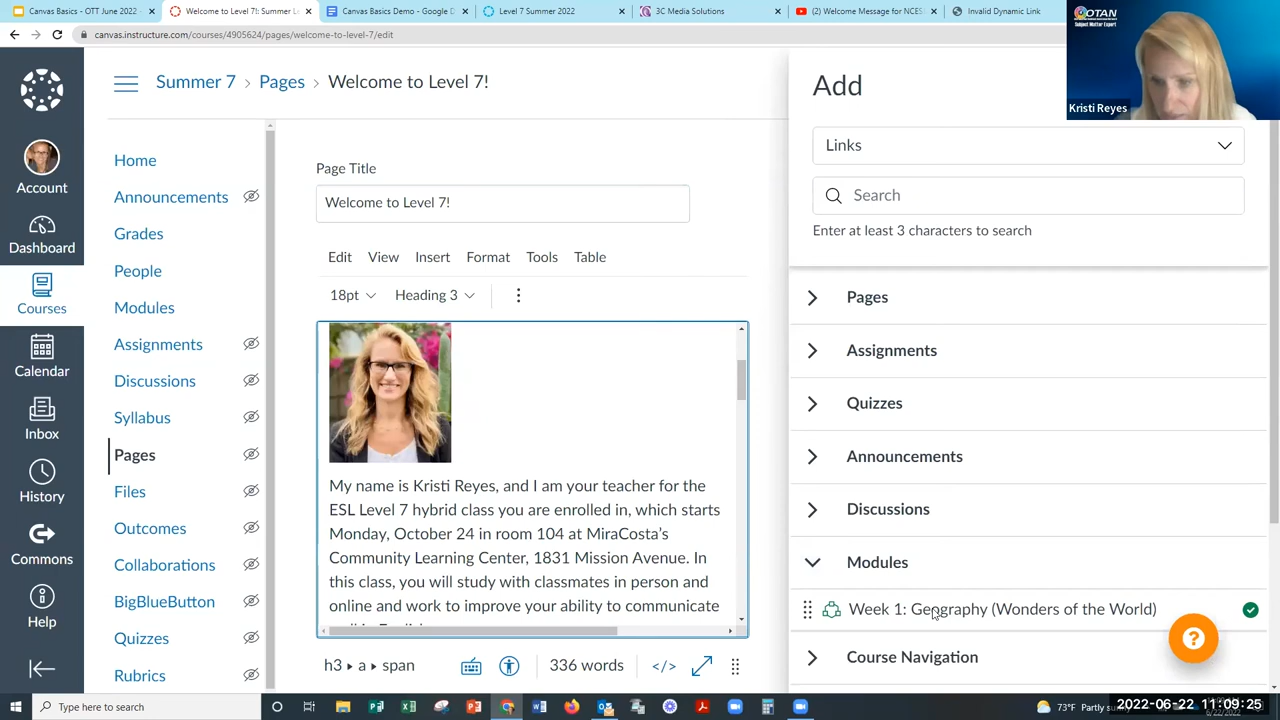 Canvas Basics - OTT June 2022
Welcome to Level 7!: Summer L
Canvas Basics Demo - Google D
Level 7 Summer 2022
3C Media Solutions
(2) Welcome Message for NCES
Invalid Dynamic Link
canvas.instructure.com/courses/4905624/pages/welcome-to-level-7/edit
OTAN
Subject Matter Expert
Kristi Reyes
Account
Dashboard
Courses
Calendar
Inbox
History
Commons
Help
Summer 7 › Pages › Welcome to Level 7!
Home
Announcements
Grades
People
Modules
Assignments
Discussions
Syllabus
Pages
Files
Outcomes
Collaborations
BigBlueButton
Quizzes
Rubrics
Page Title
Welcome to Level 7!
Edit View Insert Format Tools Table
18pt Heading 3
My name is Kristi Reyes, and I am your teacher for the
ESL Level 7 hybrid class you are enrolled in, which starts
Monday, October 24 in room 104 at MiraCosta's
Community Learning Center, 1831 Mission Avenue. In
this class, you will study with classmates in person and
online and work to improve your ability to communicate
h3 ▸ a ▸ span
336 words
</>
Add
Links
Search
Enter at least 3 characters to search
Pages
Assignments
Quizzes
Announcements
Discussions
Modules
Week 1: Geography (Wonders of the World)
Course Navigation
?
Type here to search
73°F Partly su
2022-06-22 11:09:25